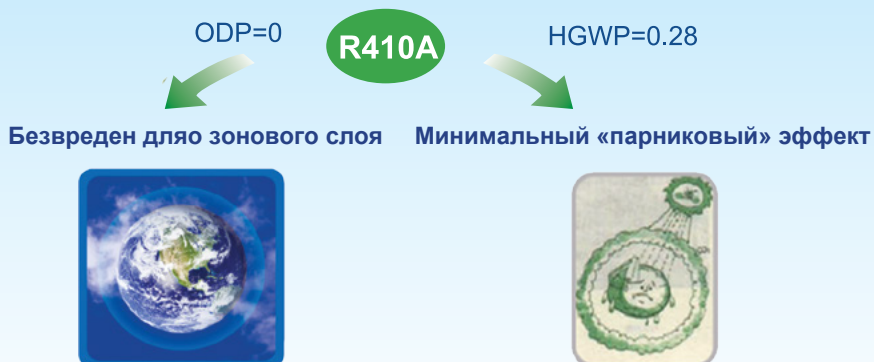 ODP=0
R410A
HGWP=0.28
Безвреден дляо зонового слоя
Минимальный «парниковый» эффект